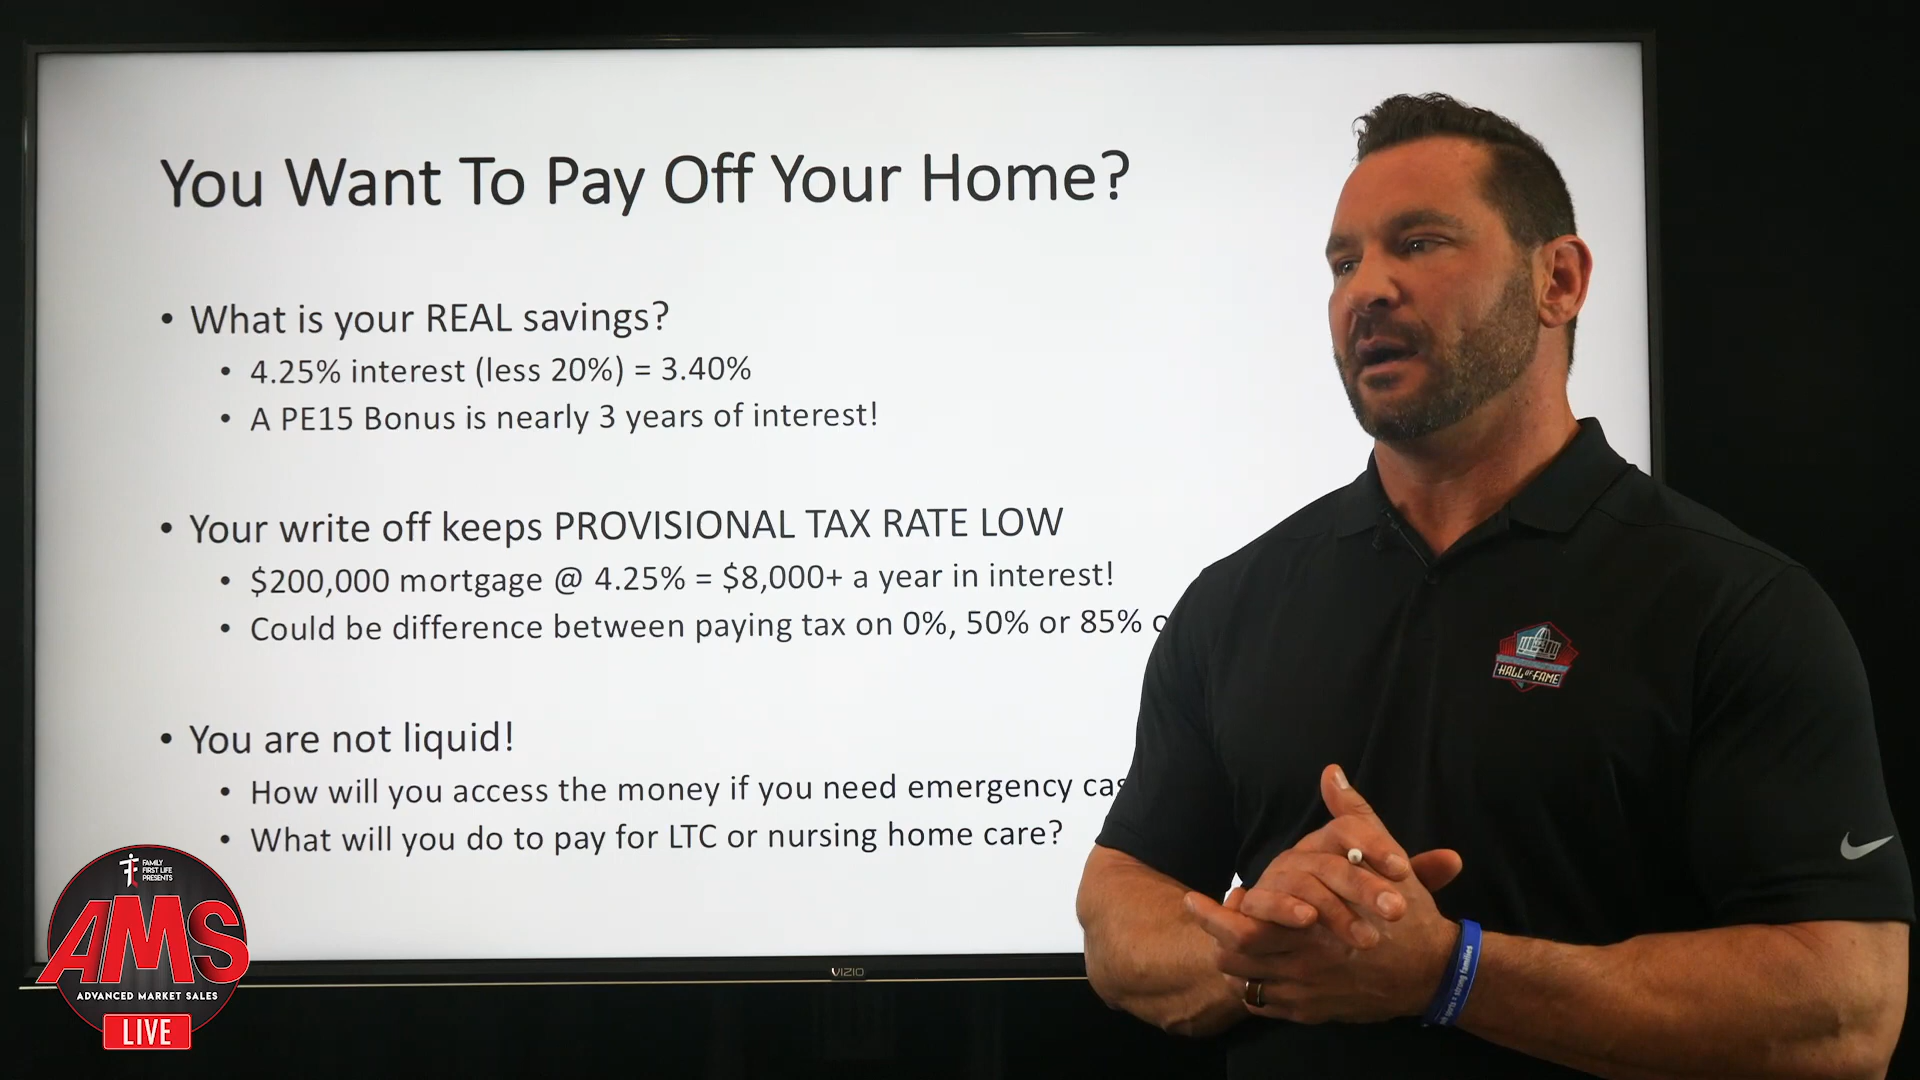 You Want To Pay Off Your Home?
• What is your REAL savings?
• 4.25% interest (less 20%) = 3.40%
• A PE15 Bonus is nearly 3 years of interest!
• Your write off keeps PROVISIONAL TAX RATE LOW
• $200,000 mortgage @ 4.25% = $8,000+ a year in interest!
• Could be difference between paying tax on 0%, 50% or 85%
• You are not liquid!
• How will you access the money if you need emergency
• What will you do to pay for LTC or nursing home care?
HALL OF FAME
FAMILY
FIRST LIFE
PRESENTS
AMS
ADVANCED MARKET SALES
LIVE
VIZIO
strong families